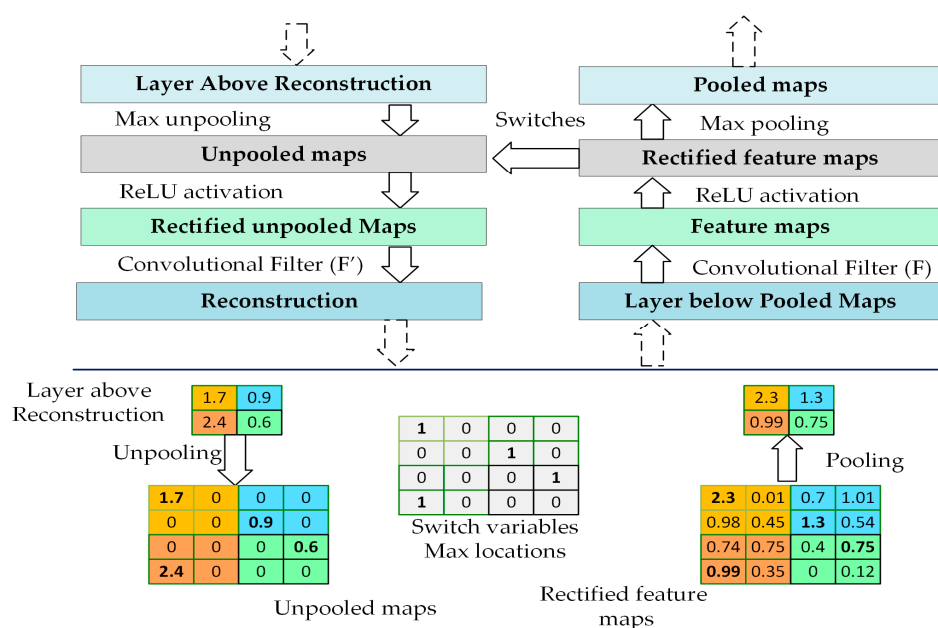 Layer Above Reconstruction
Max unpooling
Unpooled maps
ReLU activation
Rectified unpooled Maps
Convolutional Filter (F’)
Reconstruction
Switches
Pooled maps
Max pooling
Rectified feature maps
ReLU activation
Feature maps
Convolutional Filter (F)
Layer below Pooled Maps
Layer above
Reconstruction
1.7 0.9
2.4 0.6
Unpooling
1.7 0 0 0
0 0 0.9 0
0 0 0 0.6
2.4 0 0 0
Unpooled maps
1 0 0 0
0 0 1 0
0 0 0 1
1 0 0 0
Switch variables
Max locations
2.3 1.3
0.99 0.75
Pooling
2.3 0.01 0.7 1.01
0.98 0.45 1.3 0.54
0.74 0.75 0.4 0.75
0.99 0.35 0 0.12
Rectified feature
maps